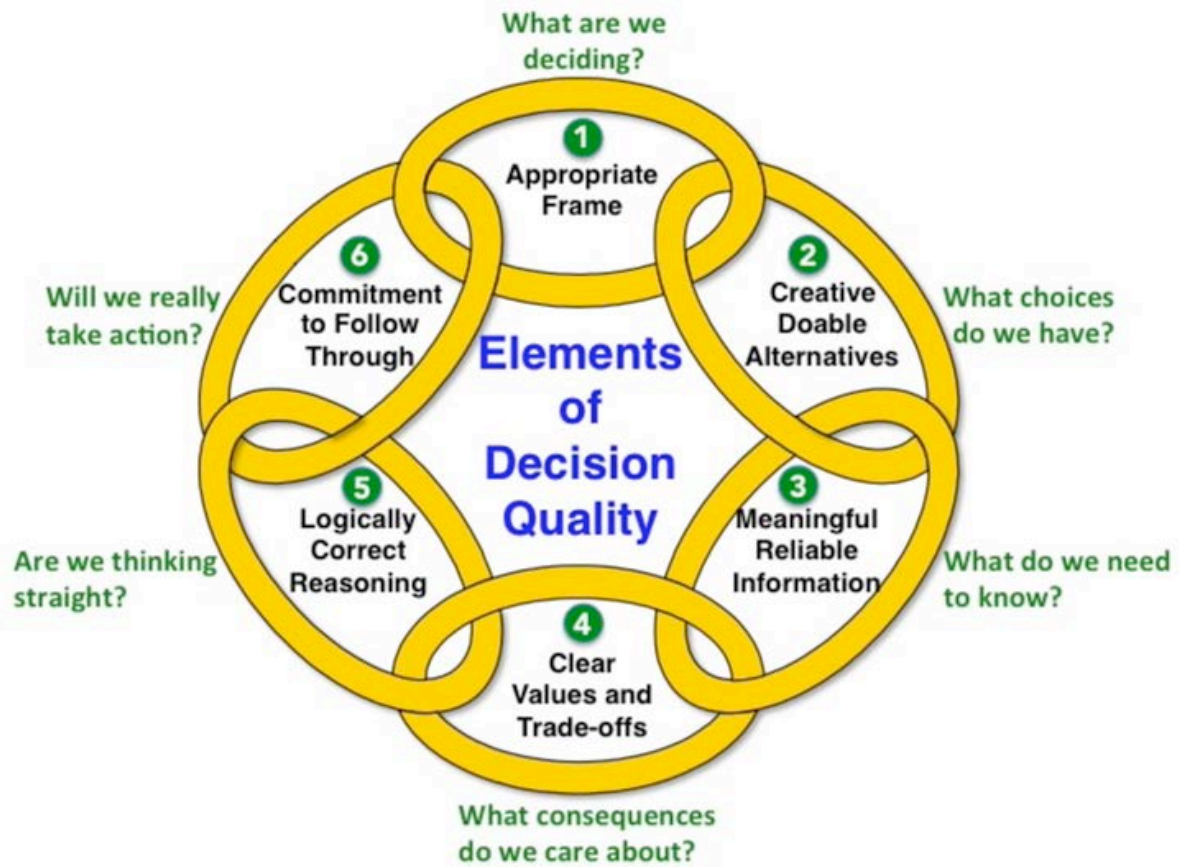 What are we
deciding?
1
Appropriate
Frame
2
Creative
Doable
Alternatives
What choices
do we have?
3
Meaningful
Reliable
Information
What do we need
to know?
4
Clear
Values and
Trade-offs
What consequences
do we care about?
5
Logically
Correct
Reasoning
Are we thinking
straight?
6
Commitment
to Follow
Through
Will we really
take action?
Elements
of
Decision
Quality